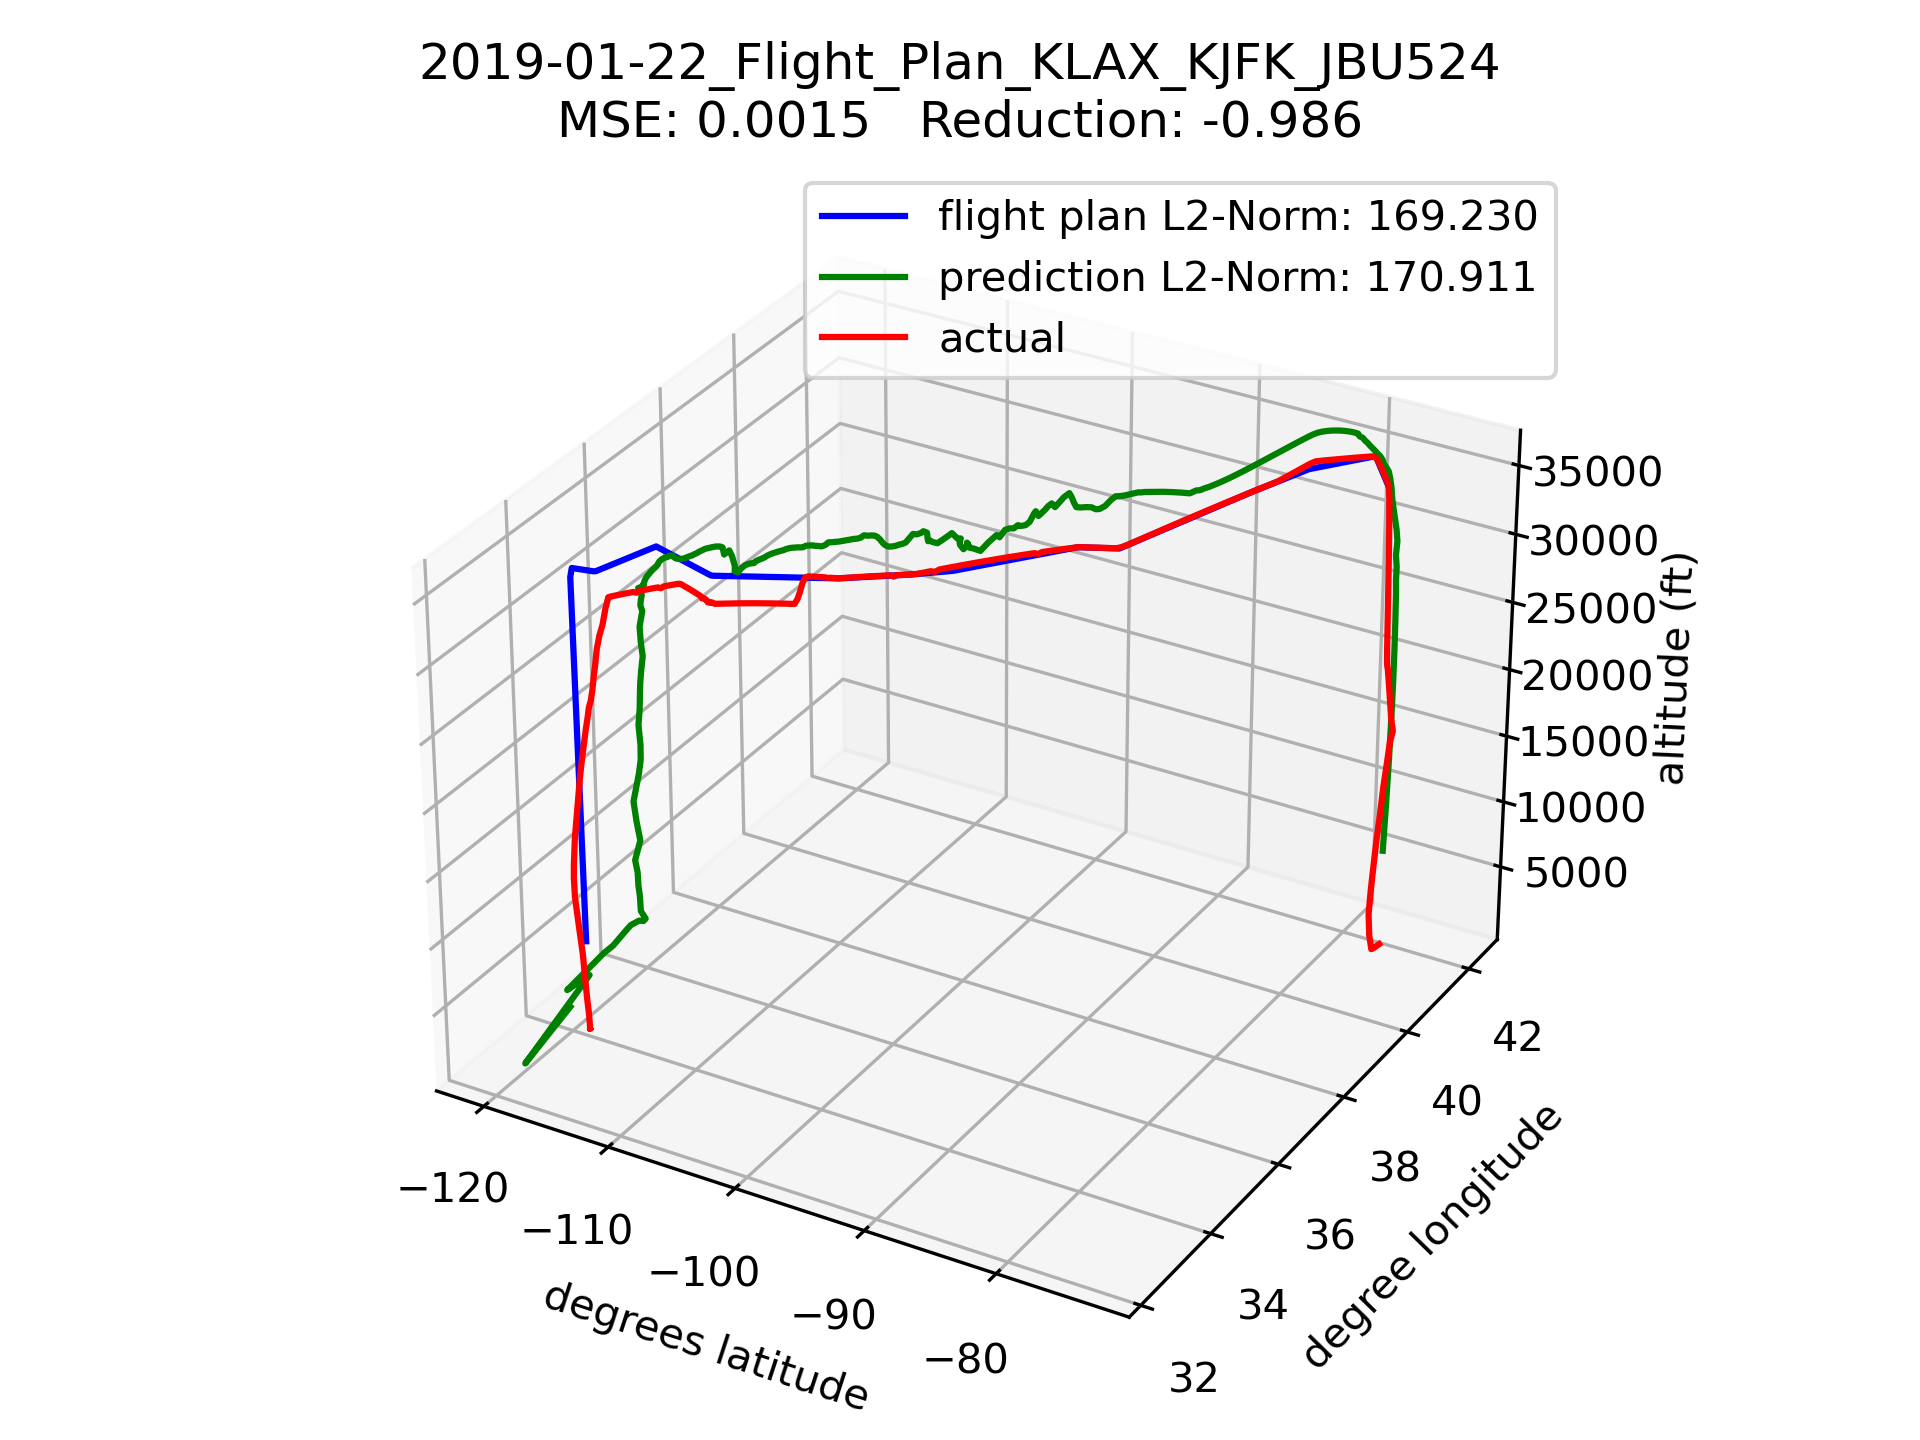 2019-01-22_Flight_Plan_KLAX_KJFK_JBU524
MSE: 0.0015   Reduction: -0.986
flight plan L2-Norm: 169.230
prediction L2-Norm: 170.911
actual
35000
30000
25000
20000
15000
10000
5000
altitude (ft)
42
40
38
36
34
32
degree longitude
−120
−110
−100
−90
−80
degrees latitude